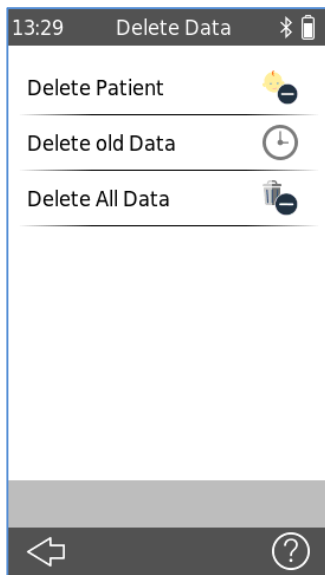 13:29 Delete Data
Delete Patient
Delete old Data
Delete All Data
?